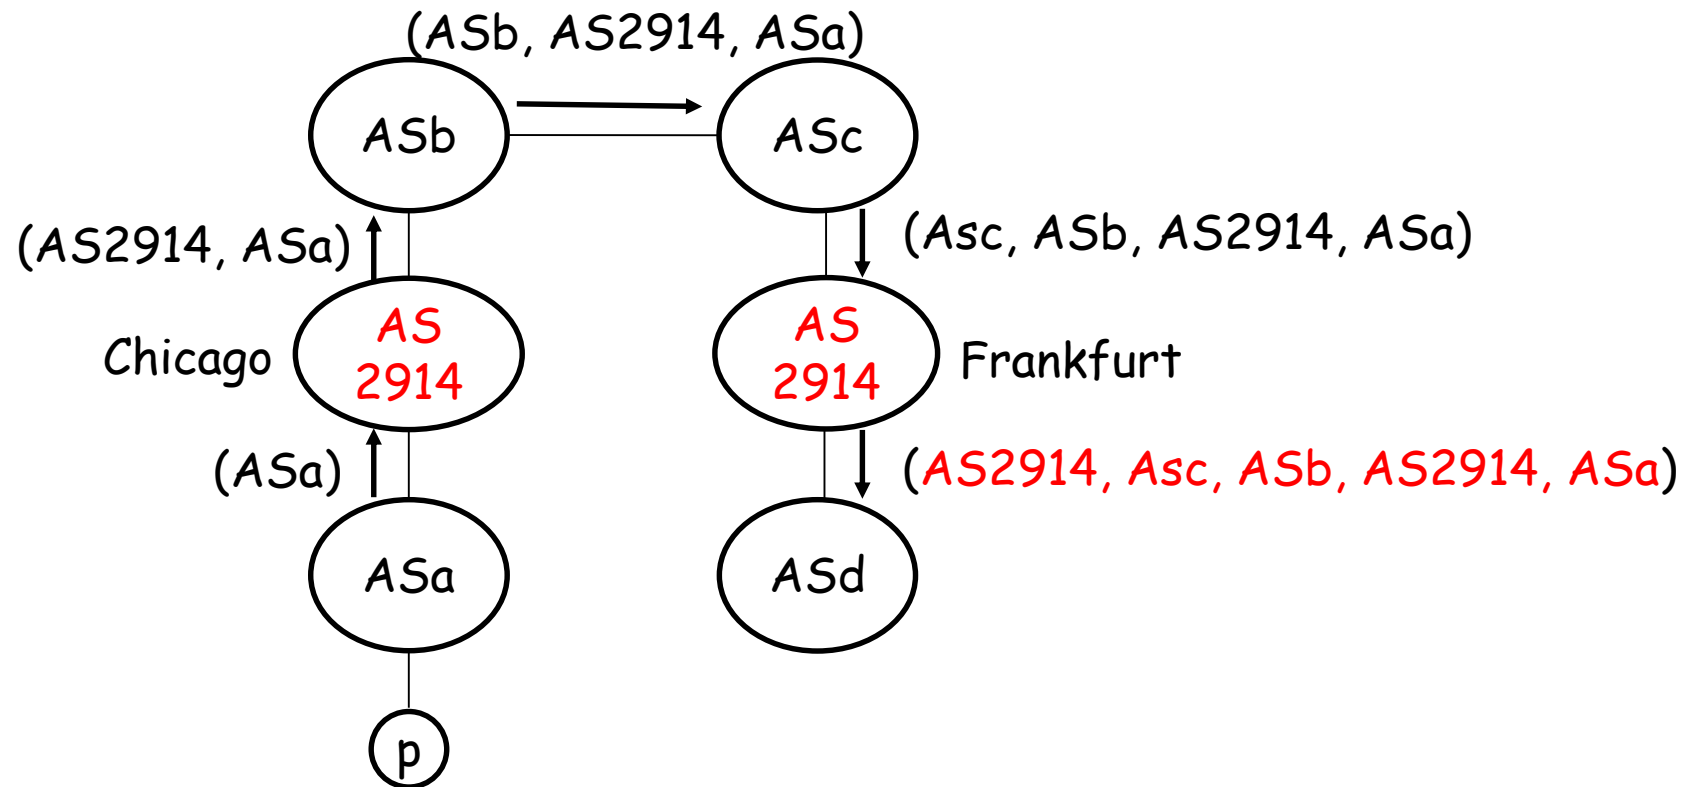 (ASb, AS2914, ASa)
ASb
ASc
(AS2914, ASa)
(Asc, ASb, AS2914, ASa)
Chicago
AS
2914
AS
2914
Frankfurt
(ASa)
(AS2914, Asc, ASb, AS2914, ASa)
ASa
ASd
p